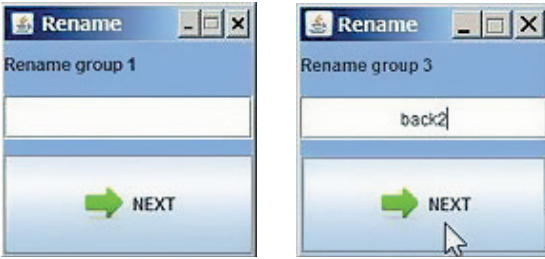 Rename
Rename group 1
NEXT
Rename
Rename group 3
back2
NEXT